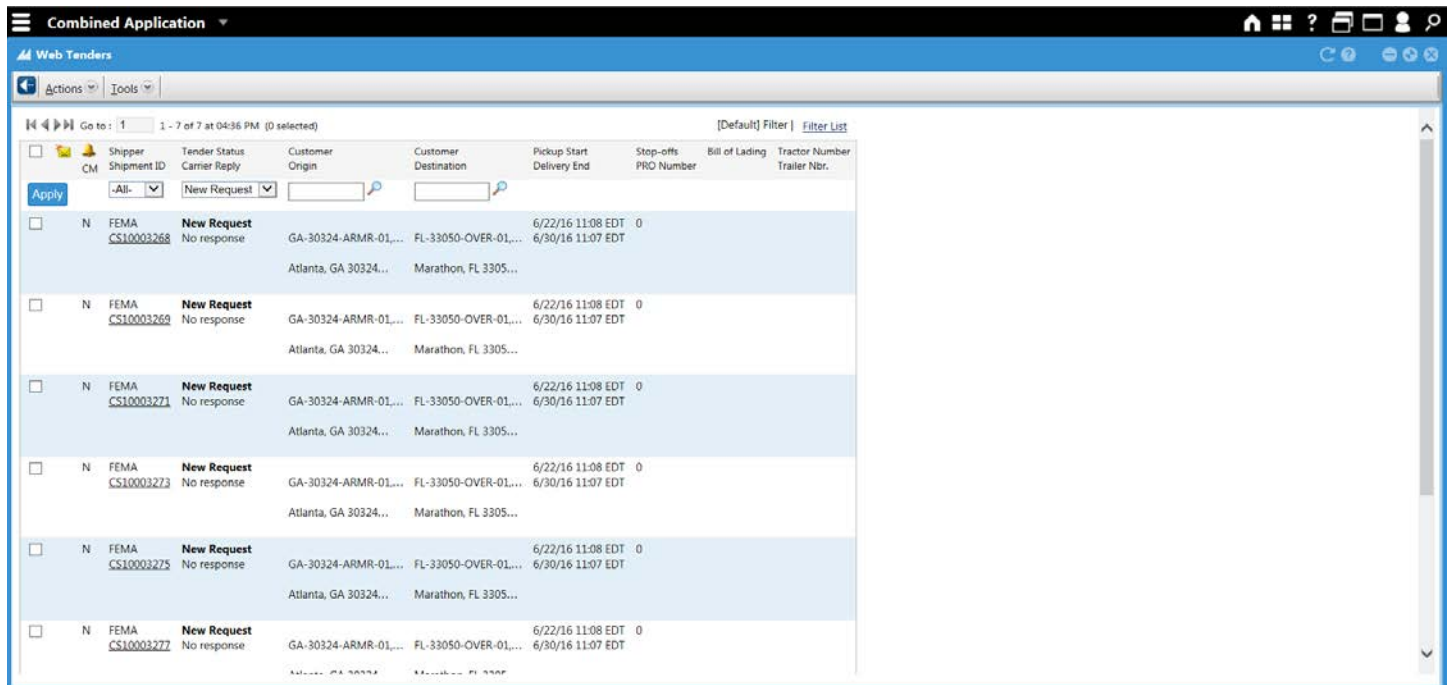 Combined Application
Web Tenders
Actions Tools
Go to : 1 1 - 7 of 7 at 04:36 PM (0 selected) [Default] Filter | Filter List
CM Shipper Shipment ID Tender Status Carrier Reply Customer Origin Customer Destination Pickup Start Delivery End Stop-offs PRO Number Bill of Lading Tractor Number Trailer Nbr.
Apply -All- New Request
N FEMA New Request 6/22/16 11:08 EDT 0
CS10003268 No response GA-30324-ARMR-01,... FL-33050-OVER-01,... 6/30/16 11:07 EDT
Atlanta, GA 30324... Marathon, FL 3305...
N FEMA New Request 6/22/16 11:08 EDT 0
CS10003269 No response GA-30324-ARMR-01,... FL-33050-OVER-01,... 6/30/16 11:07 EDT
Atlanta, GA 30324... Marathon, FL 3305...
N FEMA New Request 6/22/16 11:08 EDT 0
CS10003271 No response GA-30324-ARMR-01,... FL-33050-OVER-01,... 6/30/16 11:07 EDT
Atlanta, GA 30324... Marathon, FL 3305...
N FEMA New Request 6/22/16 11:08 EDT 0
CS10003273 No response GA-30324-ARMR-01,... FL-33050-OVER-01,... 6/30/16 11:07 EDT
Atlanta, GA 30324... Marathon, FL 3305...
N FEMA New Request 6/22/16 11:08 EDT 0
CS10003275 No response GA-30324-ARMR-01,... FL-33050-OVER-01,... 6/30/16 11:07 EDT
Atlanta, GA 30324... Marathon, FL 3305...
N FEMA New Request 6/22/16 11:08 EDT 0
CS10003277 No response GA-30324-ARMR-01,... FL-33050-OVER-01,... 6/30/16 11:07 EDT